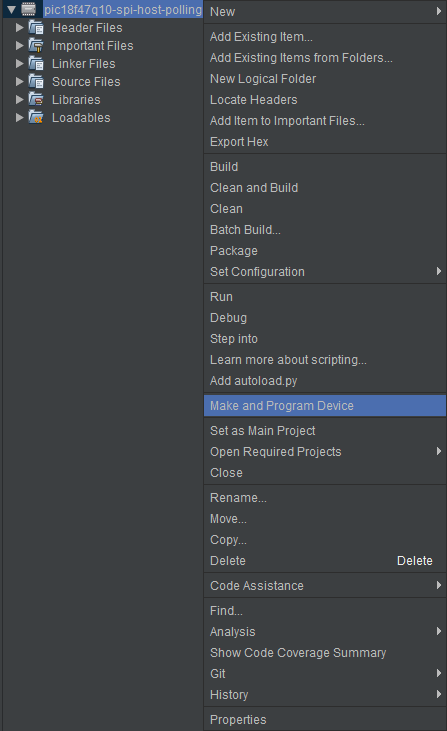 pic18f47q10-spi-host-polling
Header Files
Important Files
Linker Files
Source Files
Libraries
Loadables
New
Add Existing Item...
Add Existing Items from Folders...
New Logical Folder
Locate Headers
Add Item to Important Files...
Export Hex
Build
Clean and Build
Clean
Batch Build...
Package
Set Configuration
Run
Debug
Step into
Learn more about scripting...
Add autoload.py
Make and Program Device
Set as Main Project
Open Required Projects
Close
Rename...
Move...
Copy...
Delete Delete
Code Assistance
Find...
Analysis
Show Code Coverage Summary
Git
History
Properties